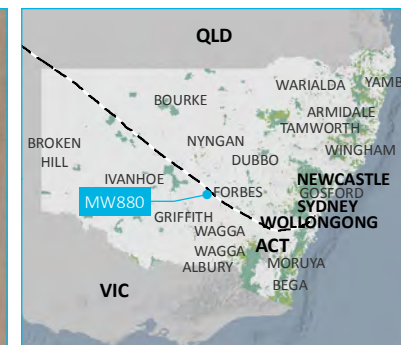 QLD
WARIALDA
YAMB
BOURKE
ARMIDALE
TAMWORTH
NYNGAN
WINGHAM
BROKEN
HILL
DUBBO
IVANHOE
NEWCASTLE
GOSFORD
MW880
FORBES
SYDNEY
GRIFFITH
WOLLONGONG
WAGGA
WAGGA
ACT
ALBURY
MORUYA
VIC
BEGA